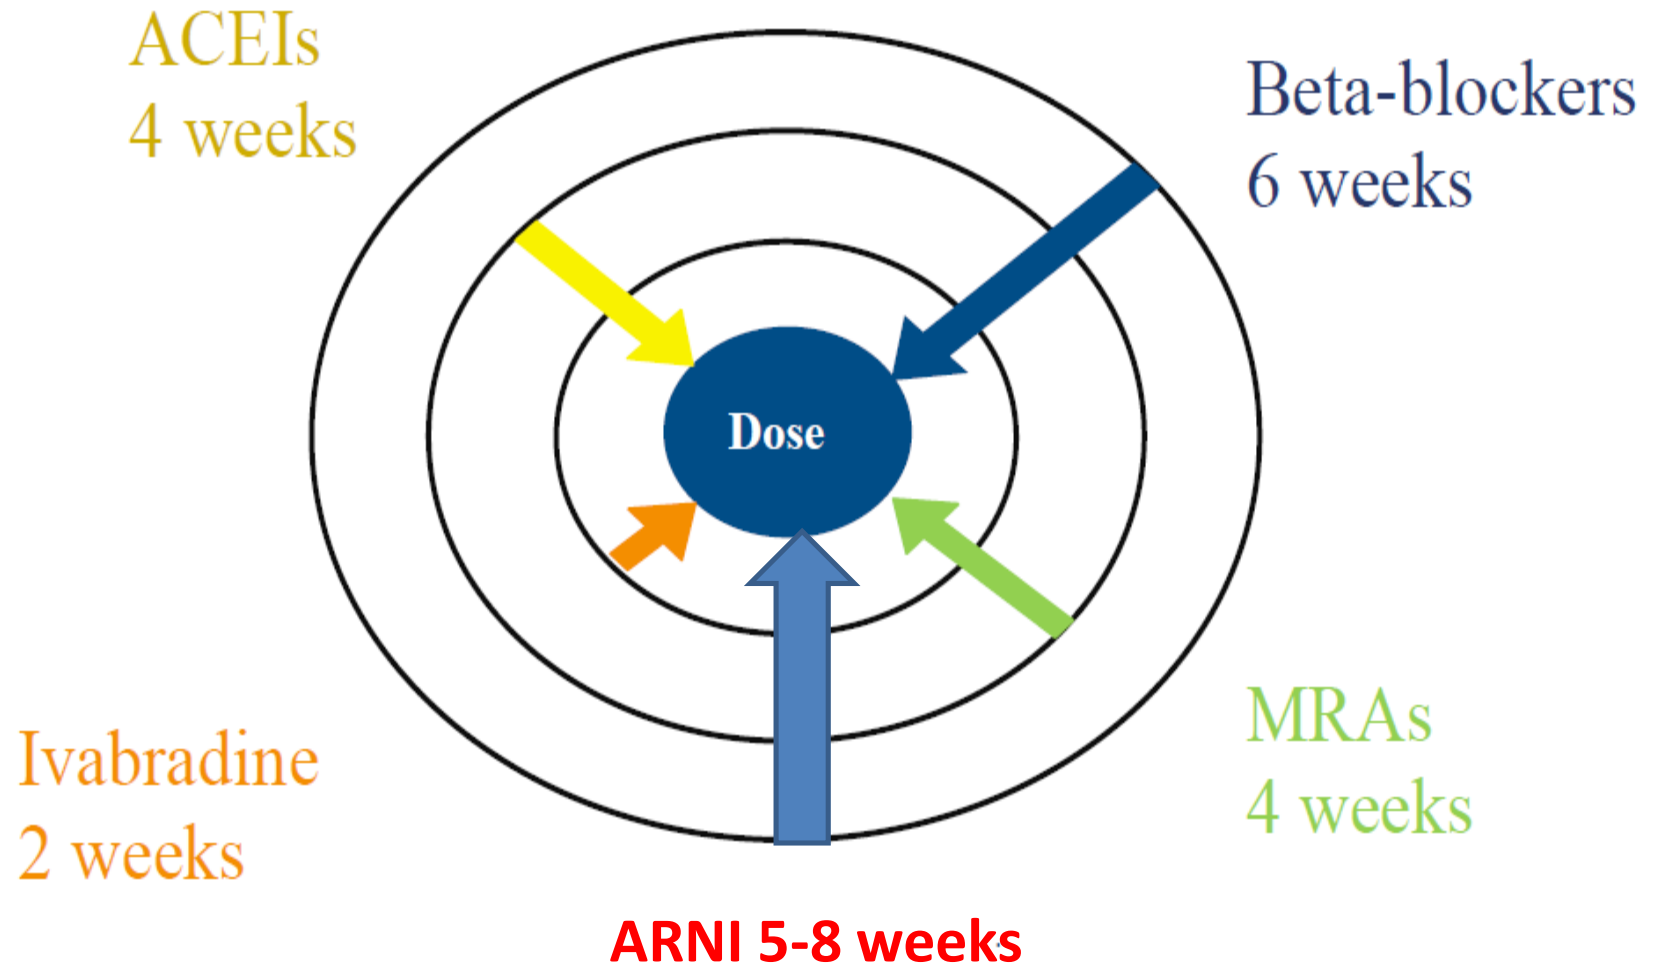 ACEIs
4 weeks
Beta-blockers
6 weeks
Dose
Ivabradine
2 weeks
MRAs
4 weeks
ARNI 5-8 weeks